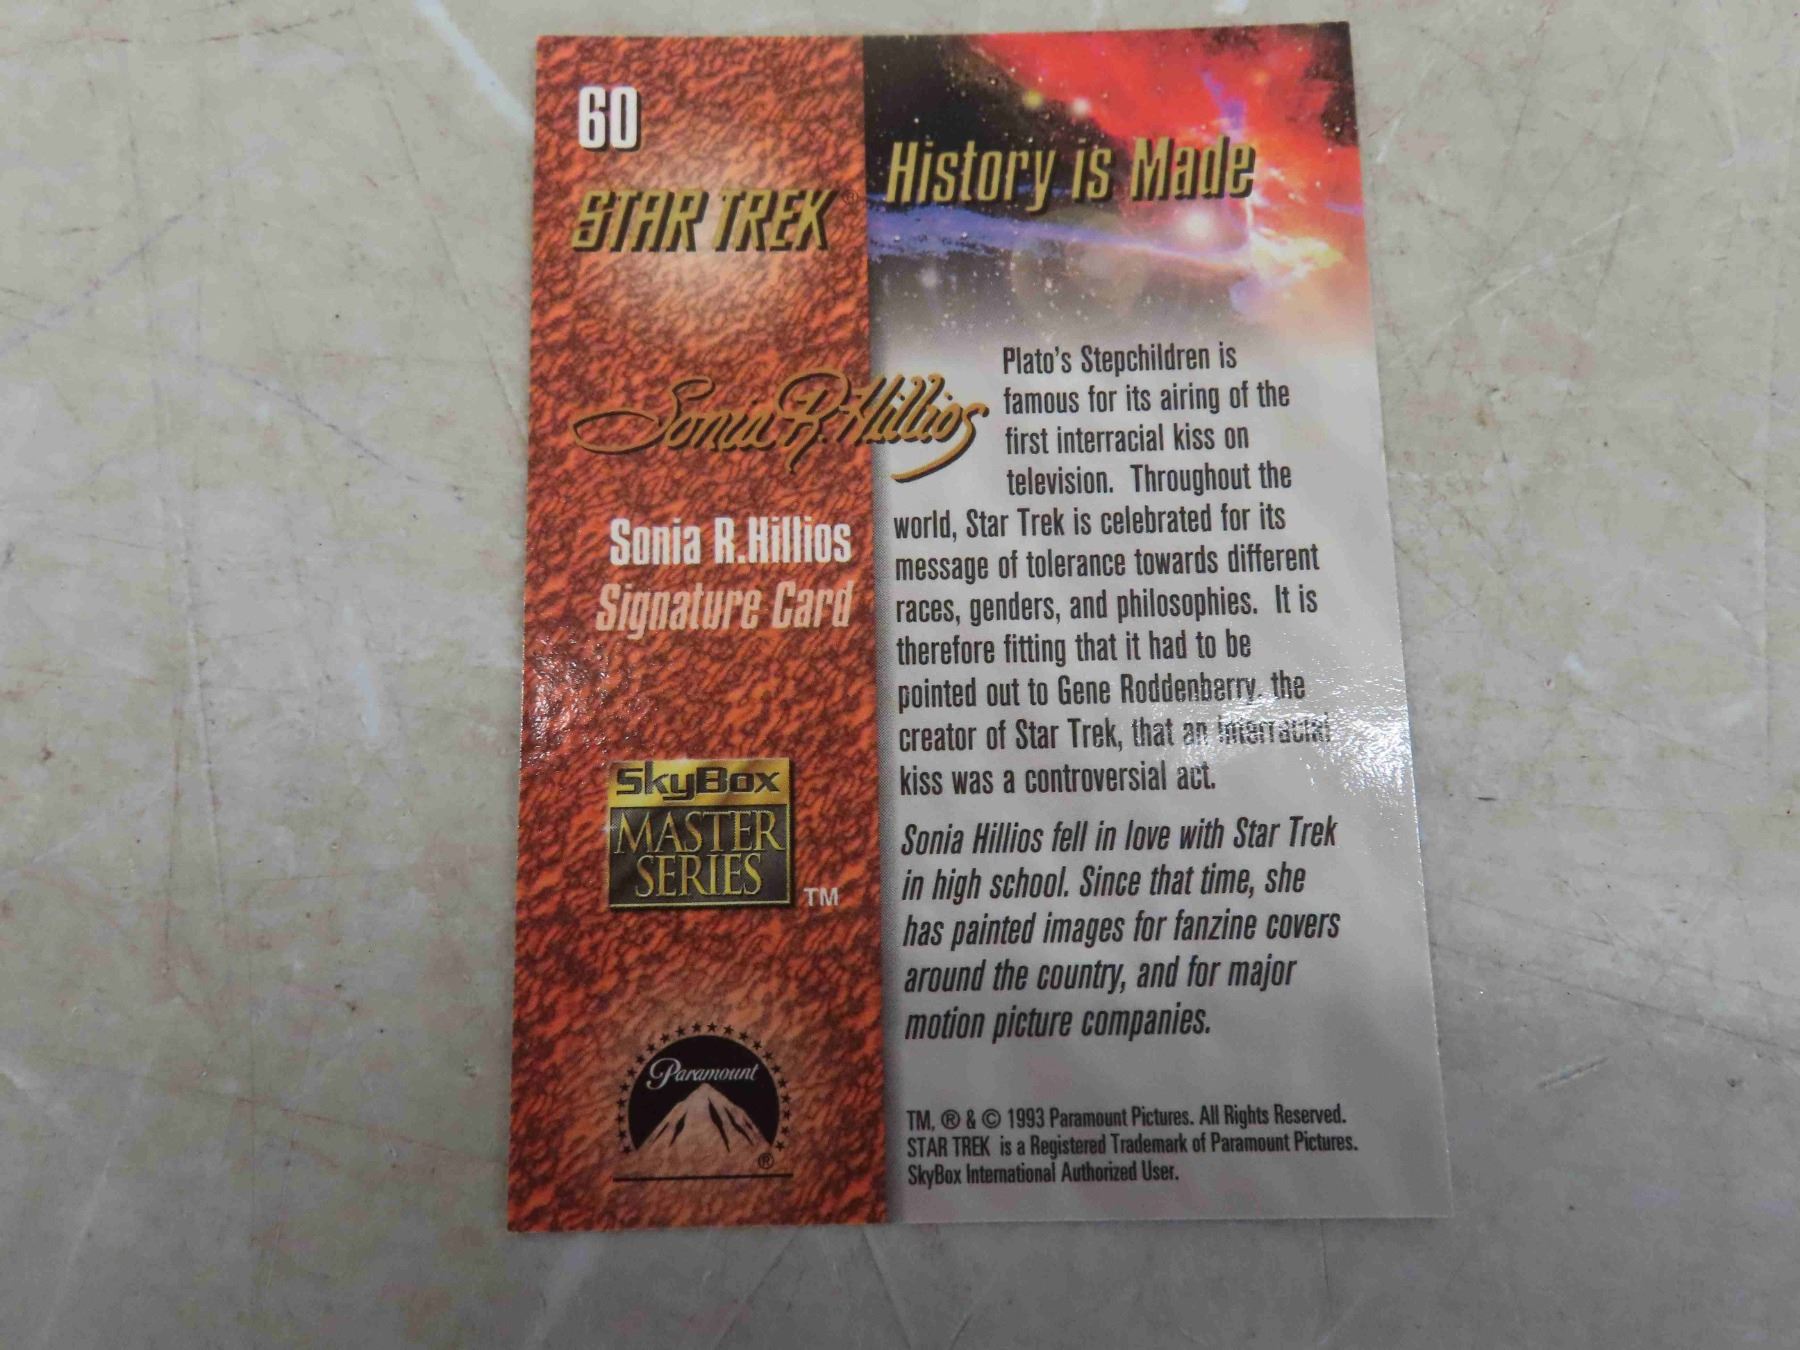 60
STAR TREK®
History is Made
Sonia R. Hillios
Sonia R. Hillios
Signature Card
SkyBox
MASTER
SERIES
TM
Paramount
®
Plato's Stepchildren is
famous for its airing of the
first interracial kiss on
television. Throughout the
world, Star Trek is celebrated for its
message of tolerance towards different
races, genders, and philosophies. It is
therefore fitting that it had to be
pointed out to Gene Roddenberry, the
creator of Star Trek, that an interracial
kiss was a controversial act.
Sonia Hillios fell in love with Star Trek
in high school. Since that time, she
has painted images for fanzine covers
around the country, and for major
motion picture companies.
TM, ® & © 1993 Paramount Pictures. All Rights Reserved.
STAR TREK is a Registered Trademark of Paramount Pictures.
SkyBox International Authorized User.